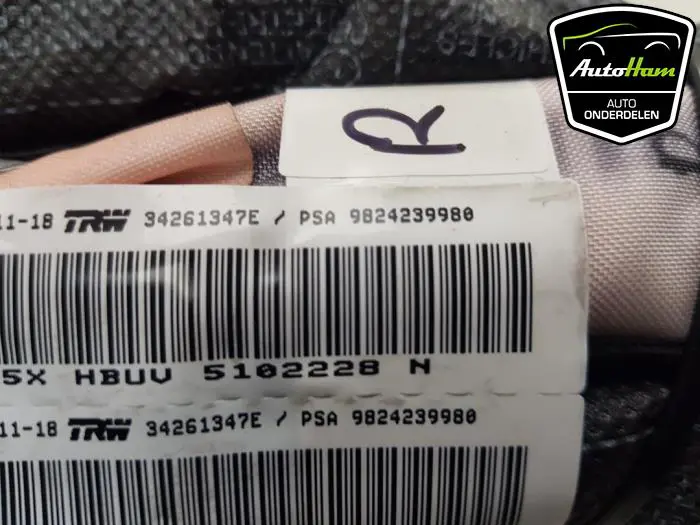 AutoHam
AUTO
ONDERDELEN
R
11-18 TRW 34261347E / PSA 9824239980
5X HBUV 5102228 N
11-18 TRW 34261347E / PSA 9824239980